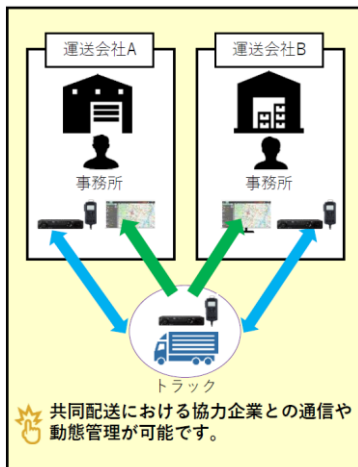 運送会社A
運送会社B
事務所
事務所
トラック
共同配送における協力企業との通信や
動態管理が可能です。